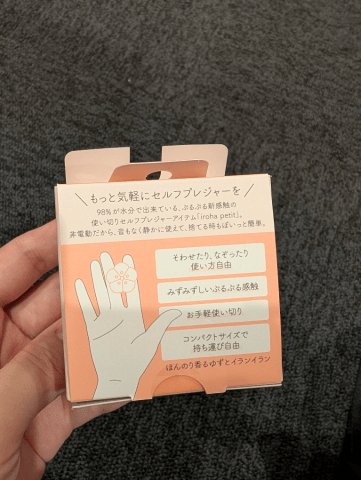 もっと気軽にセルフプレジャーを
98%が水分で出来ている、ぷるぷる新感触の
使い切りセルフプレジャーアイテム「iroha petit」。
非電動だから、音もなく静かに使えて、捨てる時もぽいっと簡単。
そわせたり、なぞったり
使い方自由
みずみずしいぷるぷる感触
お手軽使い切り
コンパクトサイズで
持ち運び自由
ほんのり香るゆずとイランイラン